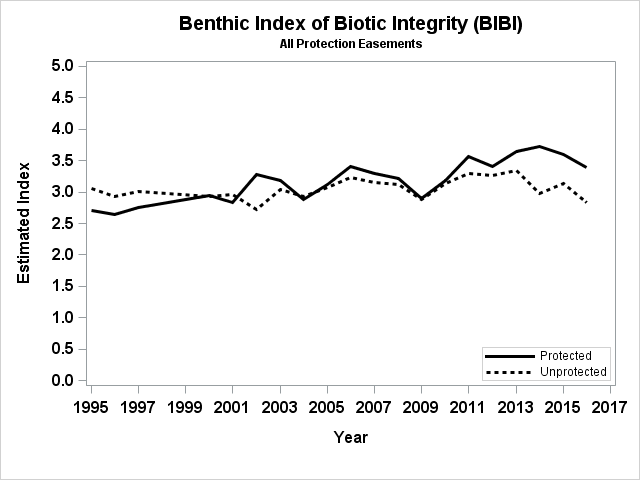 Benthic Index of Biotic Integrity (BIBI)
All Protection Easements
Estimated Index
5.0
4.5
4.0
3.5
3.0
2.5
2.0
1.5
1.0
0.5
0.0
Protected
Unprotected
1995 1997 1999 2001 2003 2005 2007 2009 2011 2013 2015 2017
Year